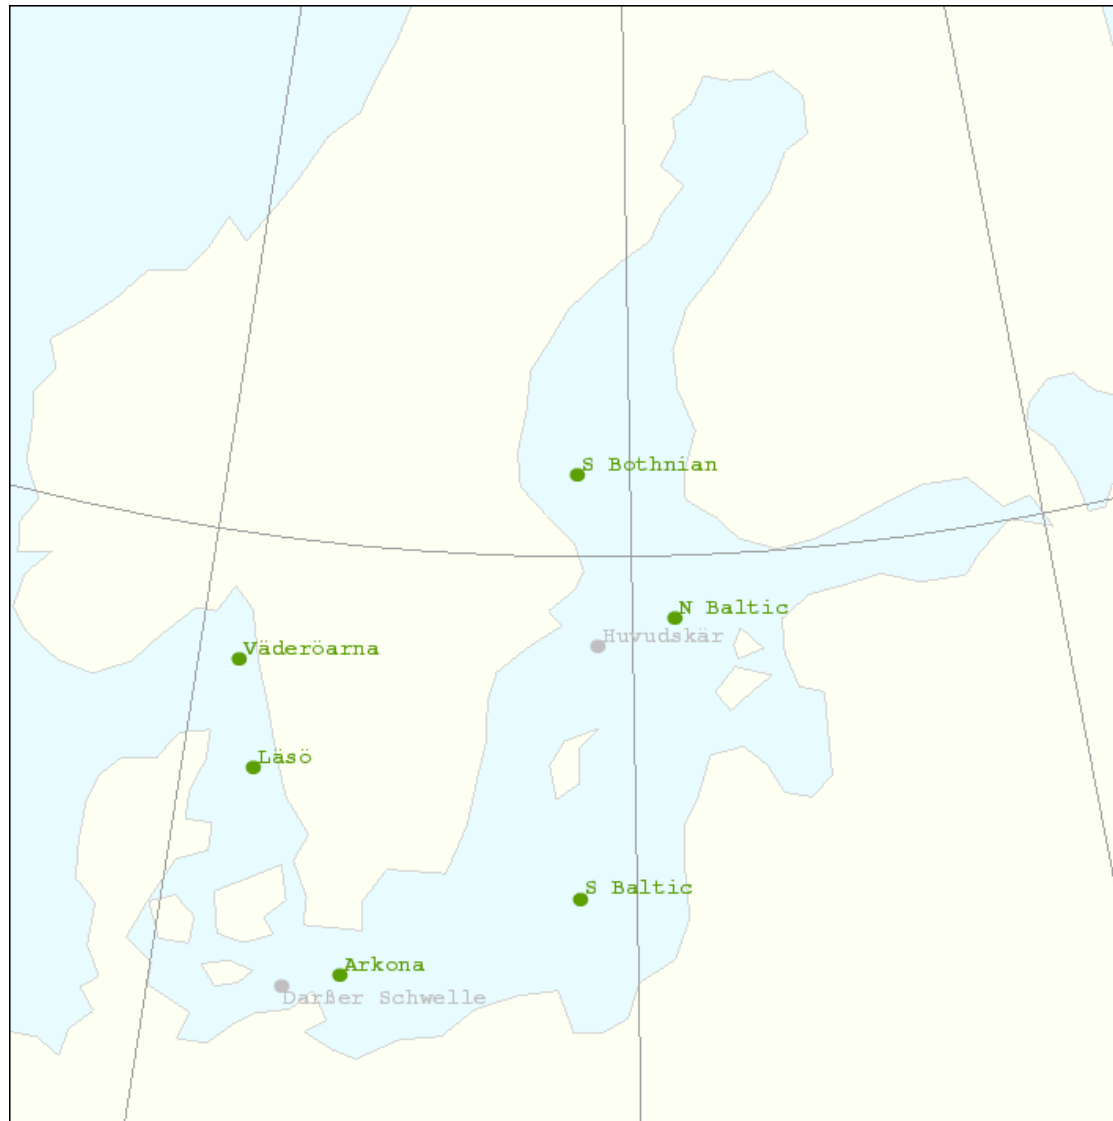 S Bothnian
N Baltic
Huvudskär
Väderöarna
Läsö
S Baltic
Arkona
Darßer Schwelle